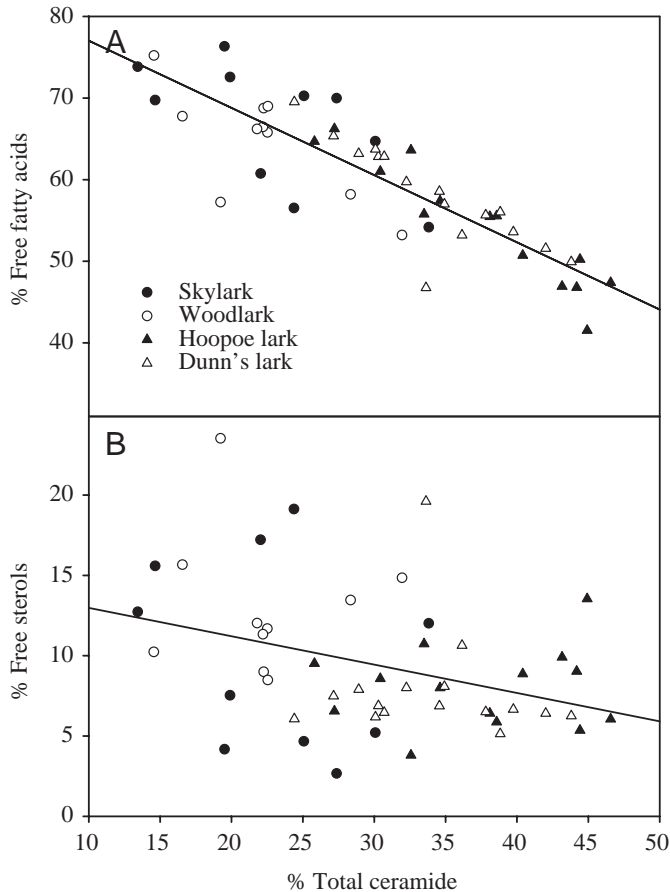 A
80
70
60
50
40
% Free fatty acids
Skylark
Woodlark
Hoopoe lark
Dunn's lark
B
20
15
10
5
0
% Free sterols
10 15 20 25 30 35 40 45 50
% Total ceramide